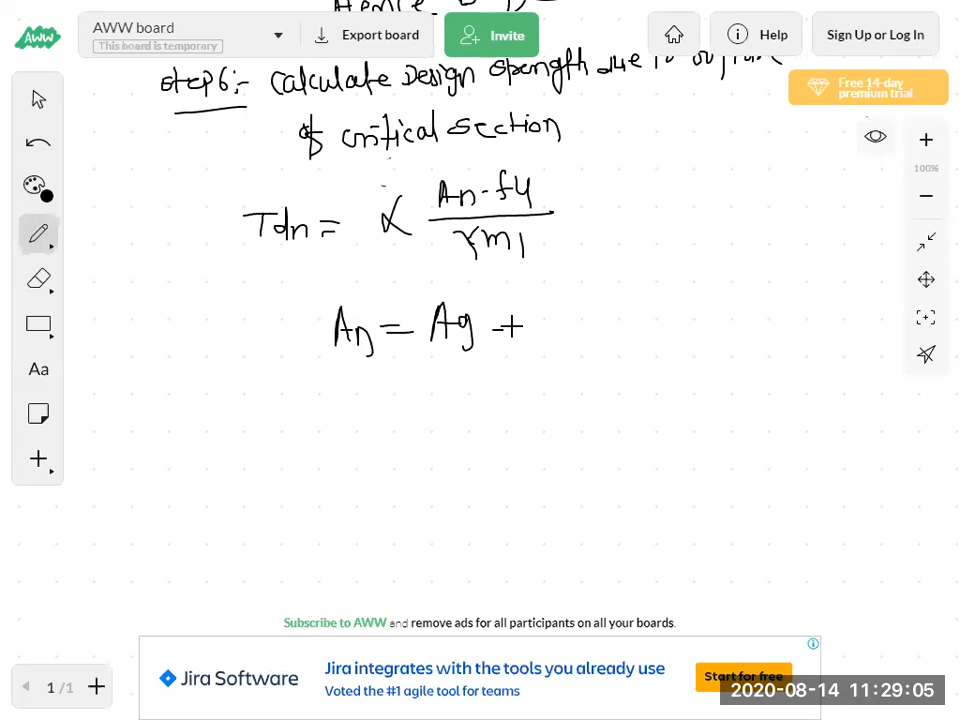 Hence
AWW
AWW board
This board is temporary
Export board
Invite
Help
Sign Up or Log In
step 6:- Calculate Design strength due to
of critical section
Free 14-day
premium trial
100%
Tdn = α An·fy / γm1
An = Ag +
Aa
1 /1
Subscribe to AWW and remove ads for all participants on all your boards.
Jira Software
Jira integrates with the tools you already use
Voted the #1 agile tool for teams
Start for free
2020-08-14 11:29:05